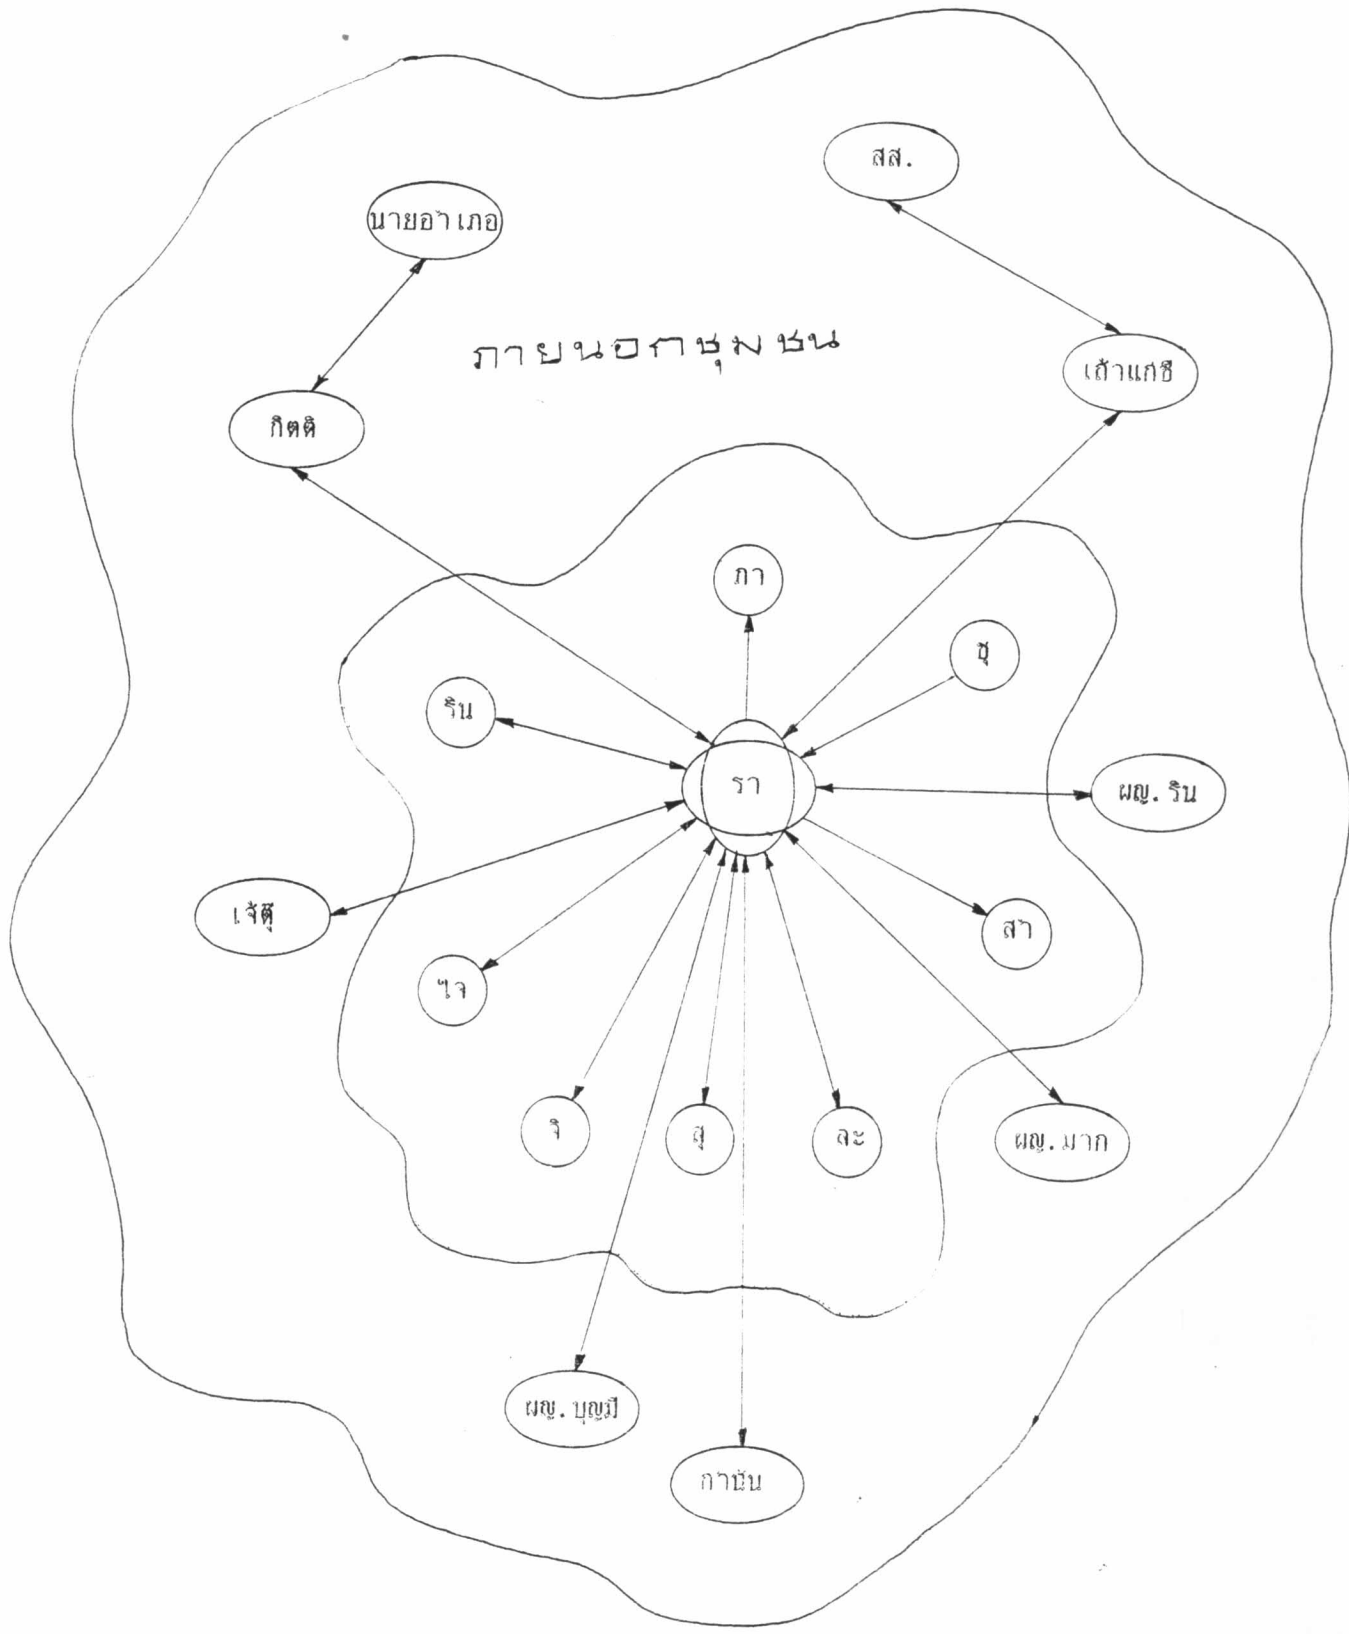 สส.
นายอำเภอ
ภายนอกชุมชน
เถ้าแก่ธี
กิตติ
ภา
ชุ
ริน
รา
ผญ.ริน
เจ้ตุ๊
สำ
ไจ
จิ
สุ
ละ
ผญ.มาก
ผญ.บุญมี
กำนัน